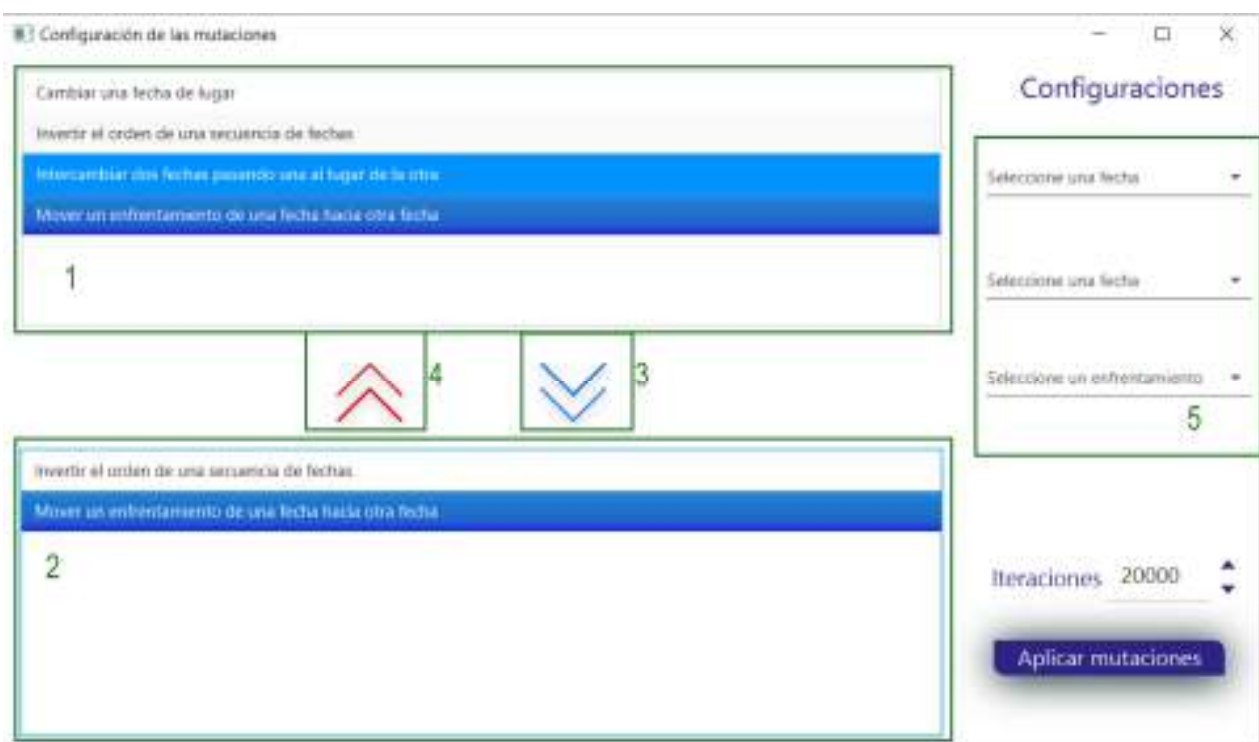 Configuración de las mutaciones
Configuraciones
Cambiar una fecha de lugar
Invertir el orden de una secuencia de fechas
Intercambiar dos fechas pasando una al lugar de la otra
Mover un enfrentamiento de una fecha hacia otra fecha
1
Seleccione una fecha
Seleccione una fecha
Seleccione un enfrentamiento
5
4
3
Invertir el orden de una secuencia de fechas
Mover un enfrentamiento de una fecha hacia otra fecha
2
Iteraciones 20000
Aplicar mutaciones